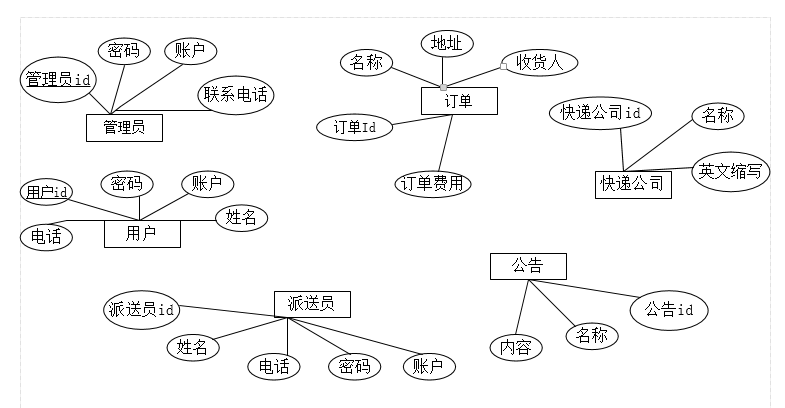 密码
账户
管理员id
联系电话
管理员
地址
名称
收货人
订单
订单Id
订单费用
快递公司id
名称
英文缩写
快递公司
用户id
密码
账户
姓名
电话
用户
派送员
派送员id
姓名
电话
密码
账户
公告
公告id
名称
内容